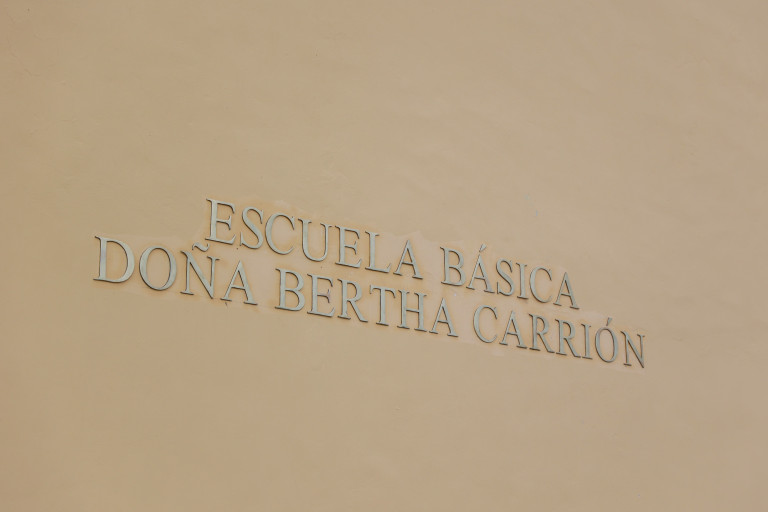 ESCUELA BÁSICA
DOÑA BERTHA CARRIÓN